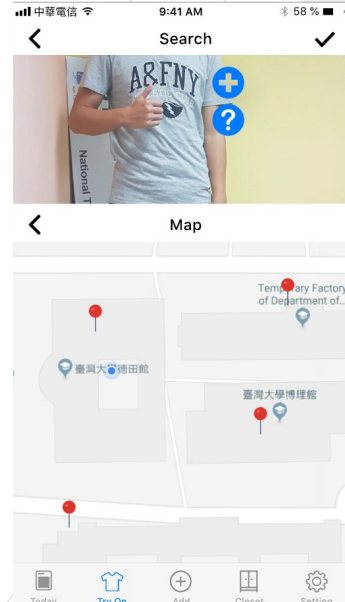 中華電信
9:41 AM
58 %
Search
A&FNY
National T
?
Map
Temporary Factory
of Department of...
臺灣大學德田館
臺灣大學博理館
Today
Try On
Add
Closet
Setting